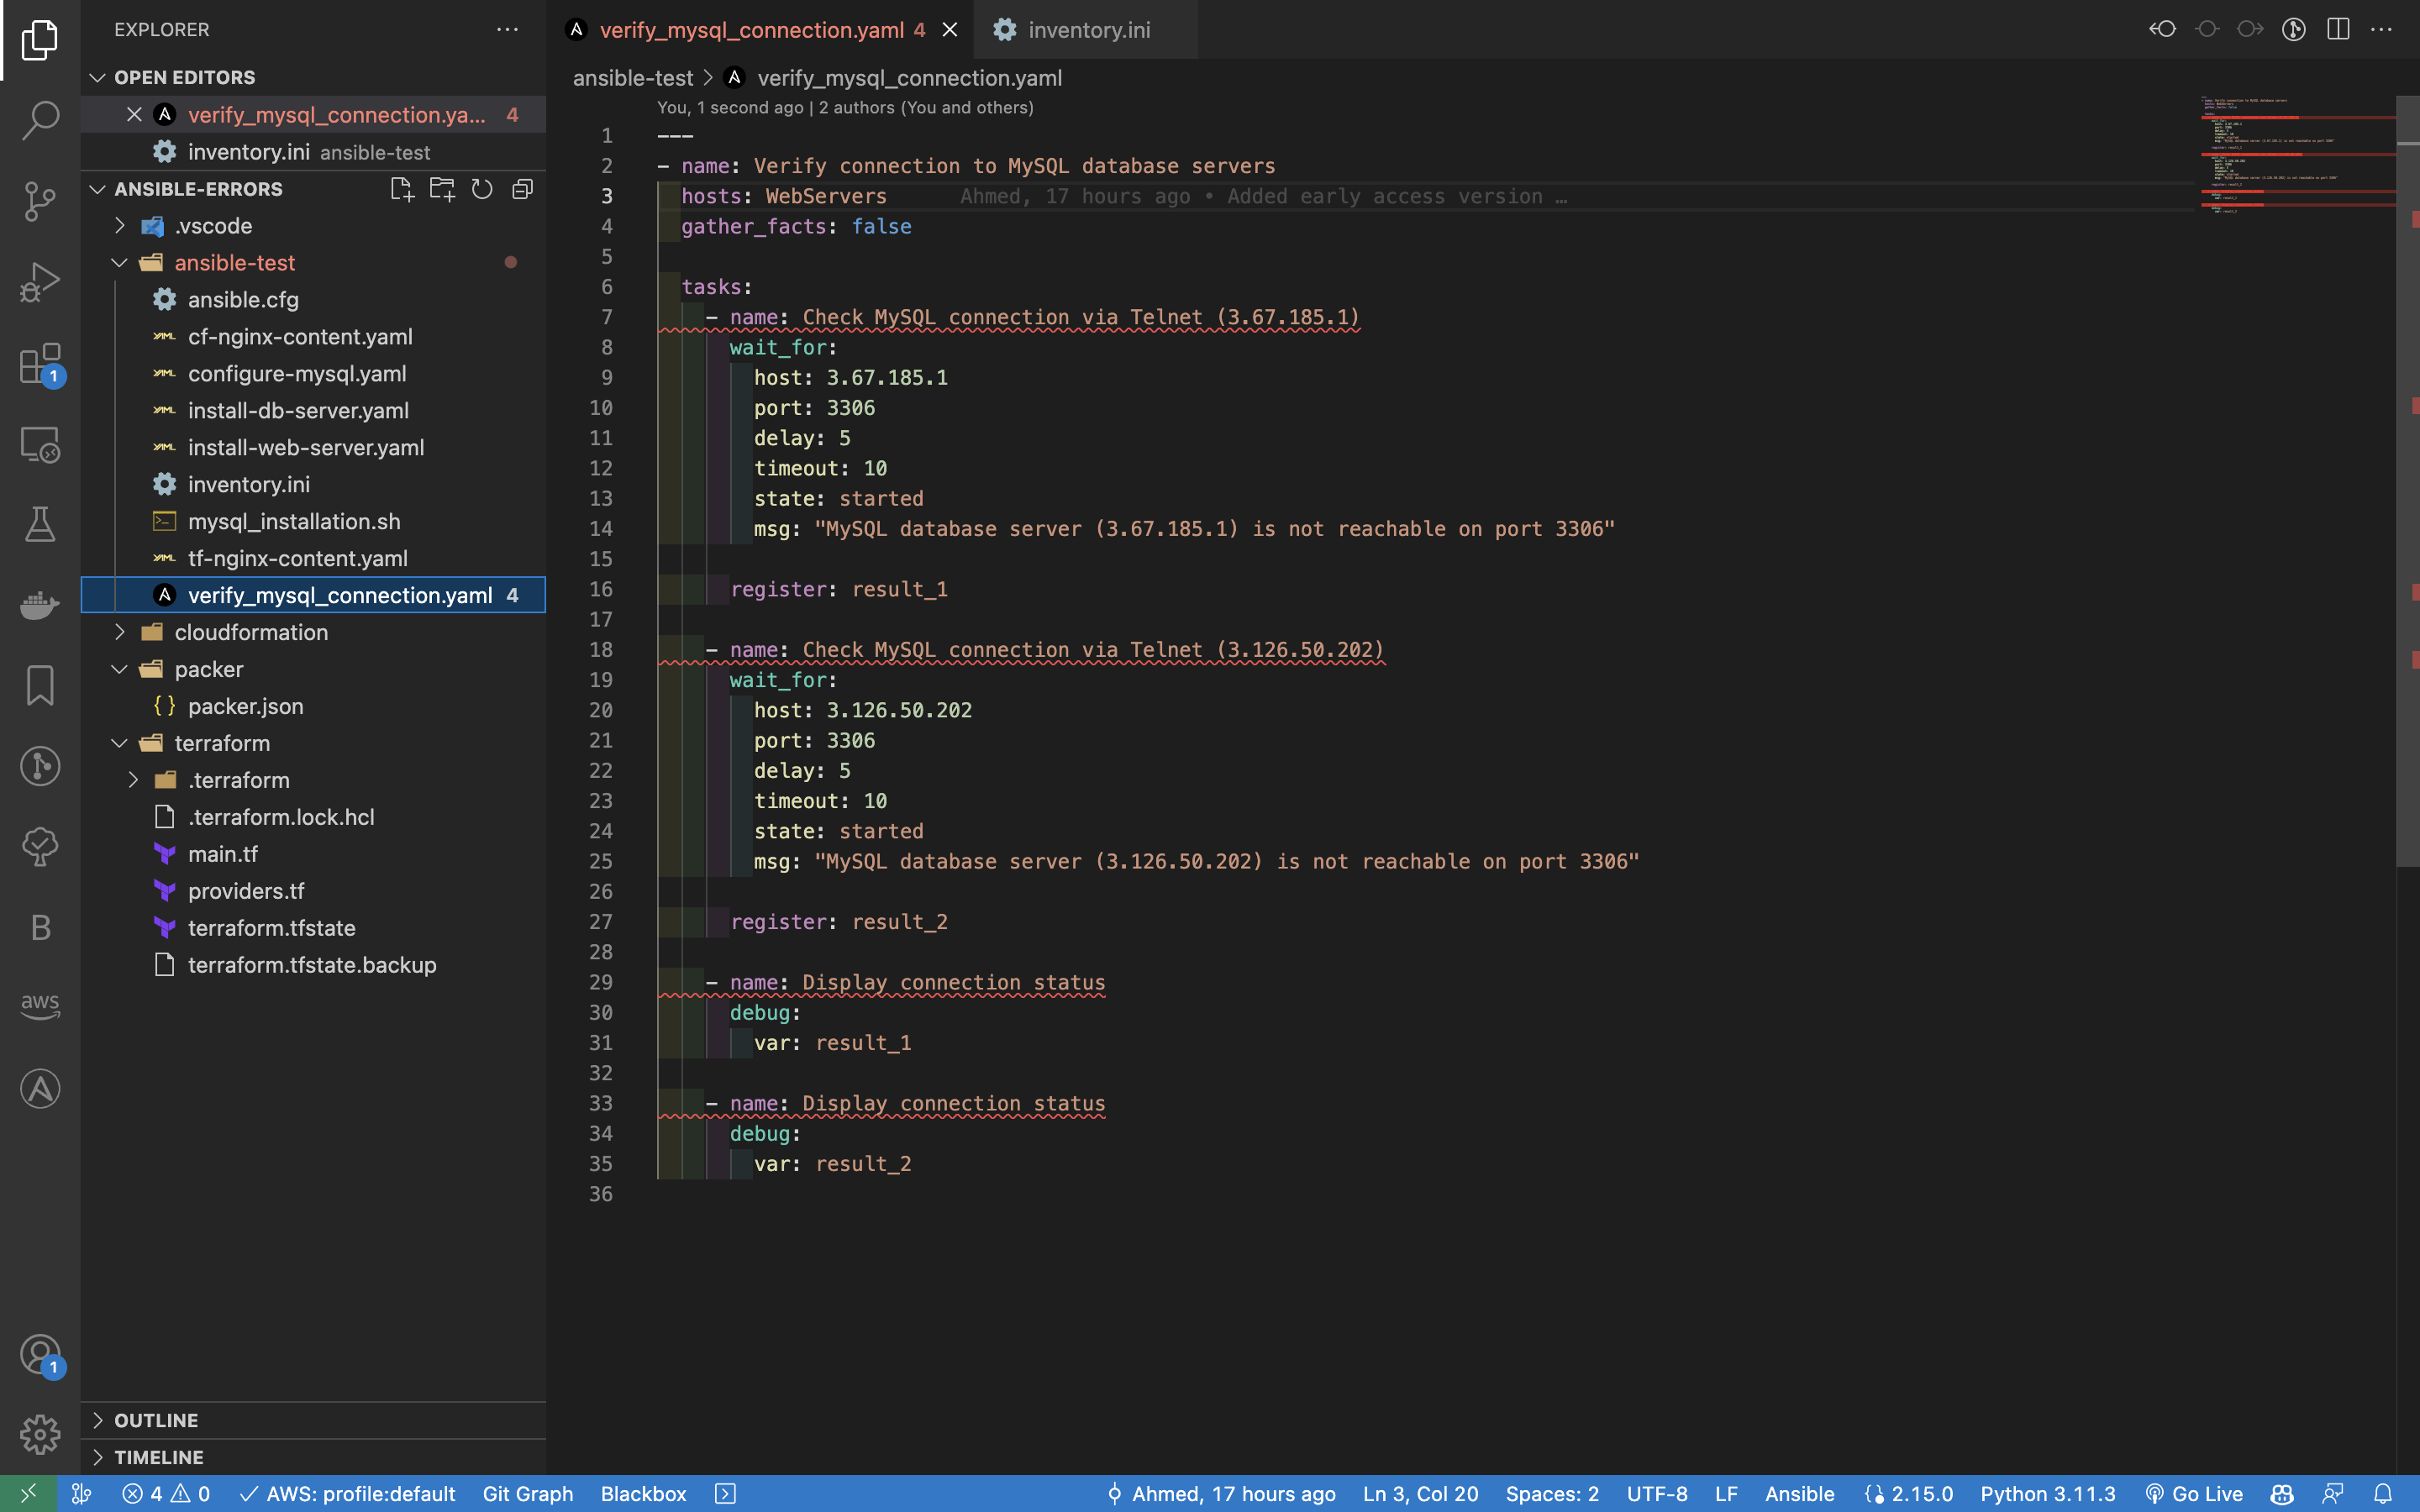 EXPLORER
OPEN EDITORS
verify_mysql_connection.ya... 4
inventory.ini ansible-test
ANSIBLE-ERRORS
.vscode
ansible-test
ansible.cfg
cf-nginx-content.yaml
configure-mysql.yaml
install-db-server.yaml
install-web-server.yaml
inventory.ini
mysql_installation.sh
tf-nginx-content.yaml
verify_mysql_connection.yaml 4
cloudformation
packer
packer.json
terraform
.terraform
.terraform.lock.hcl
main.tf
providers.tf
terraform.tfstate
terraform.tfstate.backup
OUTLINE
TIMELINE
1
B
aws
1
verify_mysql_connection.yaml 4
inventory.ini
ansible-test > verify_mysql_connection.yaml
You, 1 second ago | 2 authors (You and others)
1 ---
2 - name: Verify connection to MySQL database servers
3 hosts: WebServers Ahmed, 17 hours ago • Added early access version …
4 gather_facts: false
5
6 tasks:
7 - name: Check MySQL connection via Telnet (3.67.185.1)
8 wait_for:
9 host: 3.67.185.1
10 port: 3306
11 delay: 5
12 timeout: 10
13 state: started
14 msg: "MySQL database server (3.67.185.1) is not reachable on port 3306"
15
16 register: result_1
17
18 - name: Check MySQL connection via Telnet (3.126.50.202)
19 wait_for:
20 host: 3.126.50.202
21 port: 3306
22 delay: 5
23 timeout: 10
24 state: started
25 msg: "MySQL database server (3.126.50.202) is not reachable on port 3306"
26
27 register: result_2
28
29 - name: Display connection status
30 debug:
31 var: result_1
32
33 - name: Display connection status
34 debug:
35 var: result_2
36
4 0 AWS: profile:default Git Graph Blackbox Ahmed, 17 hours ago Ln 3, Col 20 Spaces: 2 UTF-8 LF Ansible 2.15.0 Python 3.11.3 Go Live